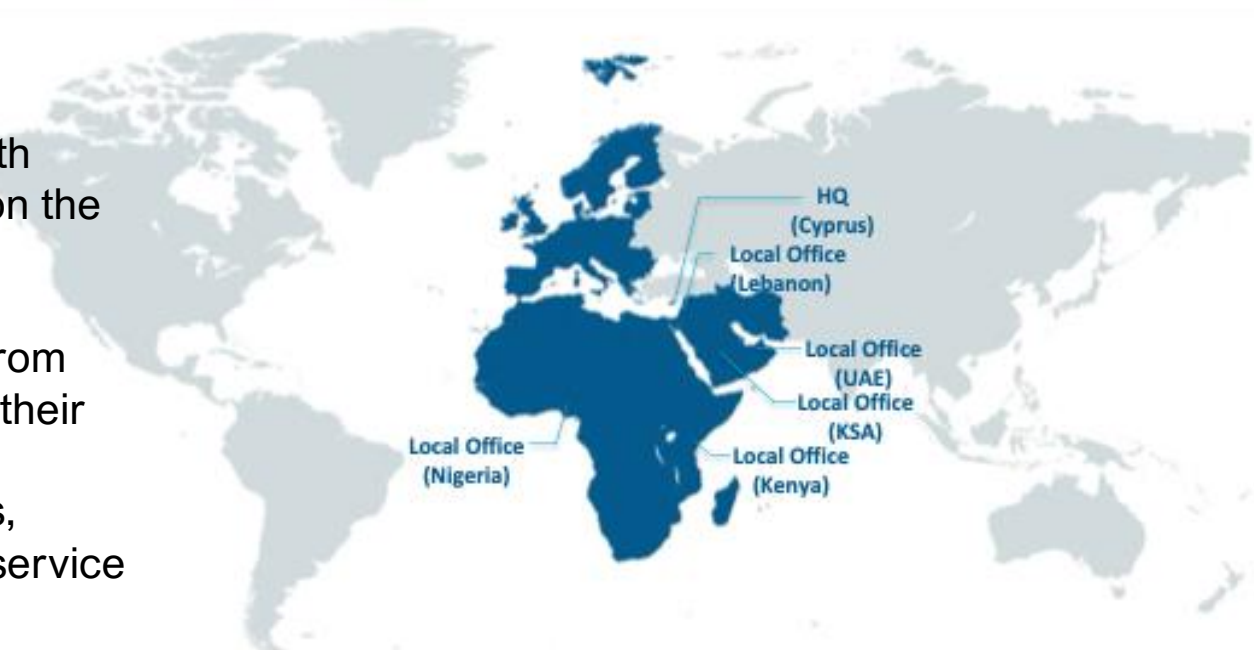 th
on the
rom
their
s,
service
HQ
(Cyprus)
Local Office
(Lebanon)
Local Office
(UAE)
Local Office
(KSA)
Local Office
(Kenya)
Local Office
(Nigeria)